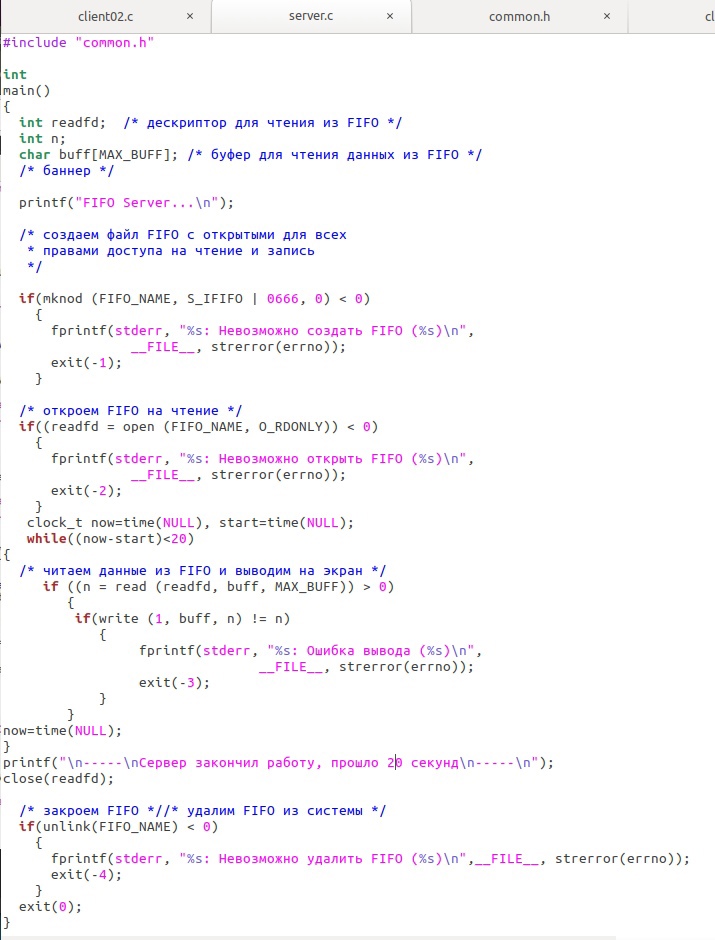 client02.c × server.c × common.h × cl
#include "common.h"
int
main()
{
int readfd; /* дескриптор для чтения из FIFO */
int n;
char buff[MAX_BUFF]; /* буфер для чтения данных из FIFO */
/* баннер */
printf("FIFO Server...\n");
/* создаем файл FIFO с открытыми для всех
* правами доступа на чтение и запись
*/
if(mknod (FIFO_NAME, S_IFIFO | 0666, 0) < 0)
{
fprintf(stderr, "%s: Невозможно создать FIFO (%s)\n",
__FILE__, strerror(errno));
exit(-1);
}
/* откроем FIFO на чтение */
if((readfd = open (FIFO_NAME, O_RDONLY)) < 0)
{
fprintf(stderr, "%s: Невозможно открыть FIFO (%s)\n",
__FILE__, strerror(errno));
exit(-2);
}
clock_t now=time(NULL), start=time(NULL);
while((now-start)<20)
{
/* читаем данные из FIFO и выводим на экран */
if ((n = read (readfd, buff, MAX_BUFF)) > 0)
{
if(write (1, buff, n) != n)
{
fprintf(stderr, "%s: Ошибка вывода (%s)\n",
__FILE__, strerror(errno));
exit(-3);
}
}
now=time(NULL);
}
printf("\n-----\nСервер закончил работу, прошло 20 секунд\n-----\n");
close(readfd);
/* закроем FIFO *//* удалим FIFO из системы */
if(unlink(FIFO_NAME) < 0)
{
fprintf(stderr, "%s: Невозможно удалить FIFO (%s)\n",__FILE__, strerror(errno));
exit(-4);
}
exit(0);
}